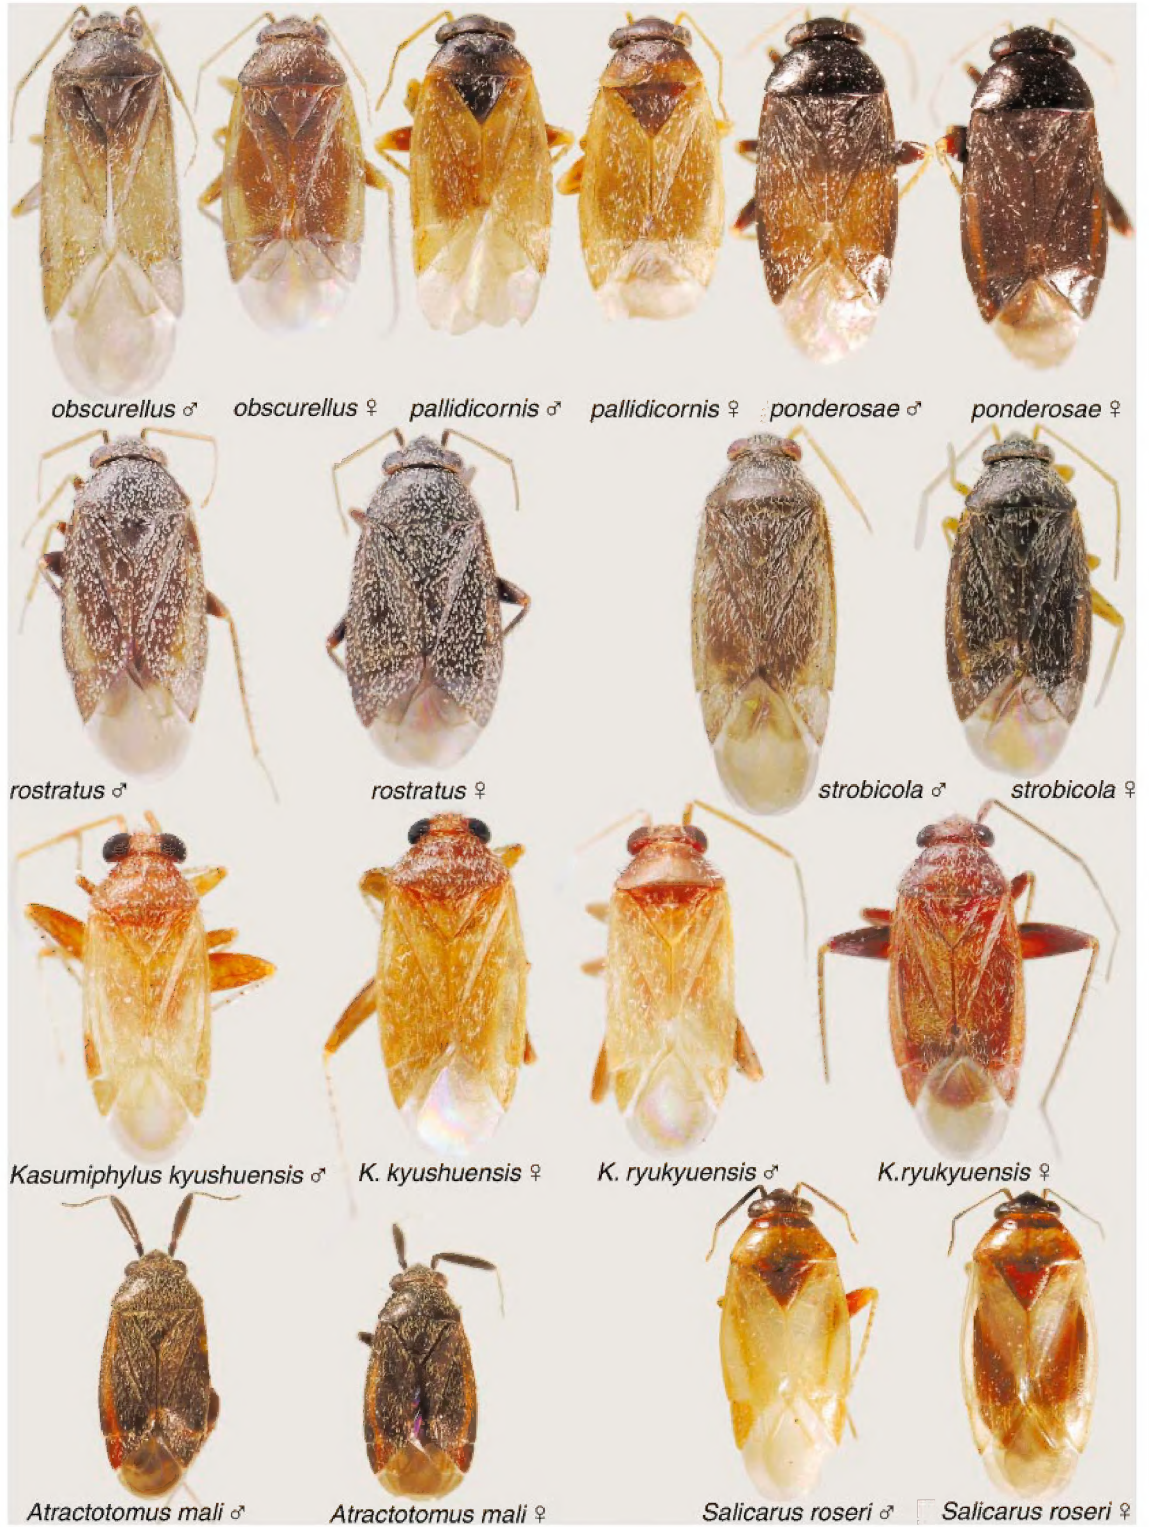 obscurellus ♂ obscurellus ♀ pallidicornis ♂ pallidicornis ♀ ponderosae ♂ ponderosae ♀
rostratus ♂ rostratus ♀ strobicola ♂ strobicola ♀
Kasumiphylus kyushuensis ♂ K. kyushuensis ♀ K. ryukyuensis ♂ K.ryukyuensis ♀
Atractotomus mali ♂ Atractotomus mali ♀ Salicarus roseri ♂ Salicarus roseri ♀